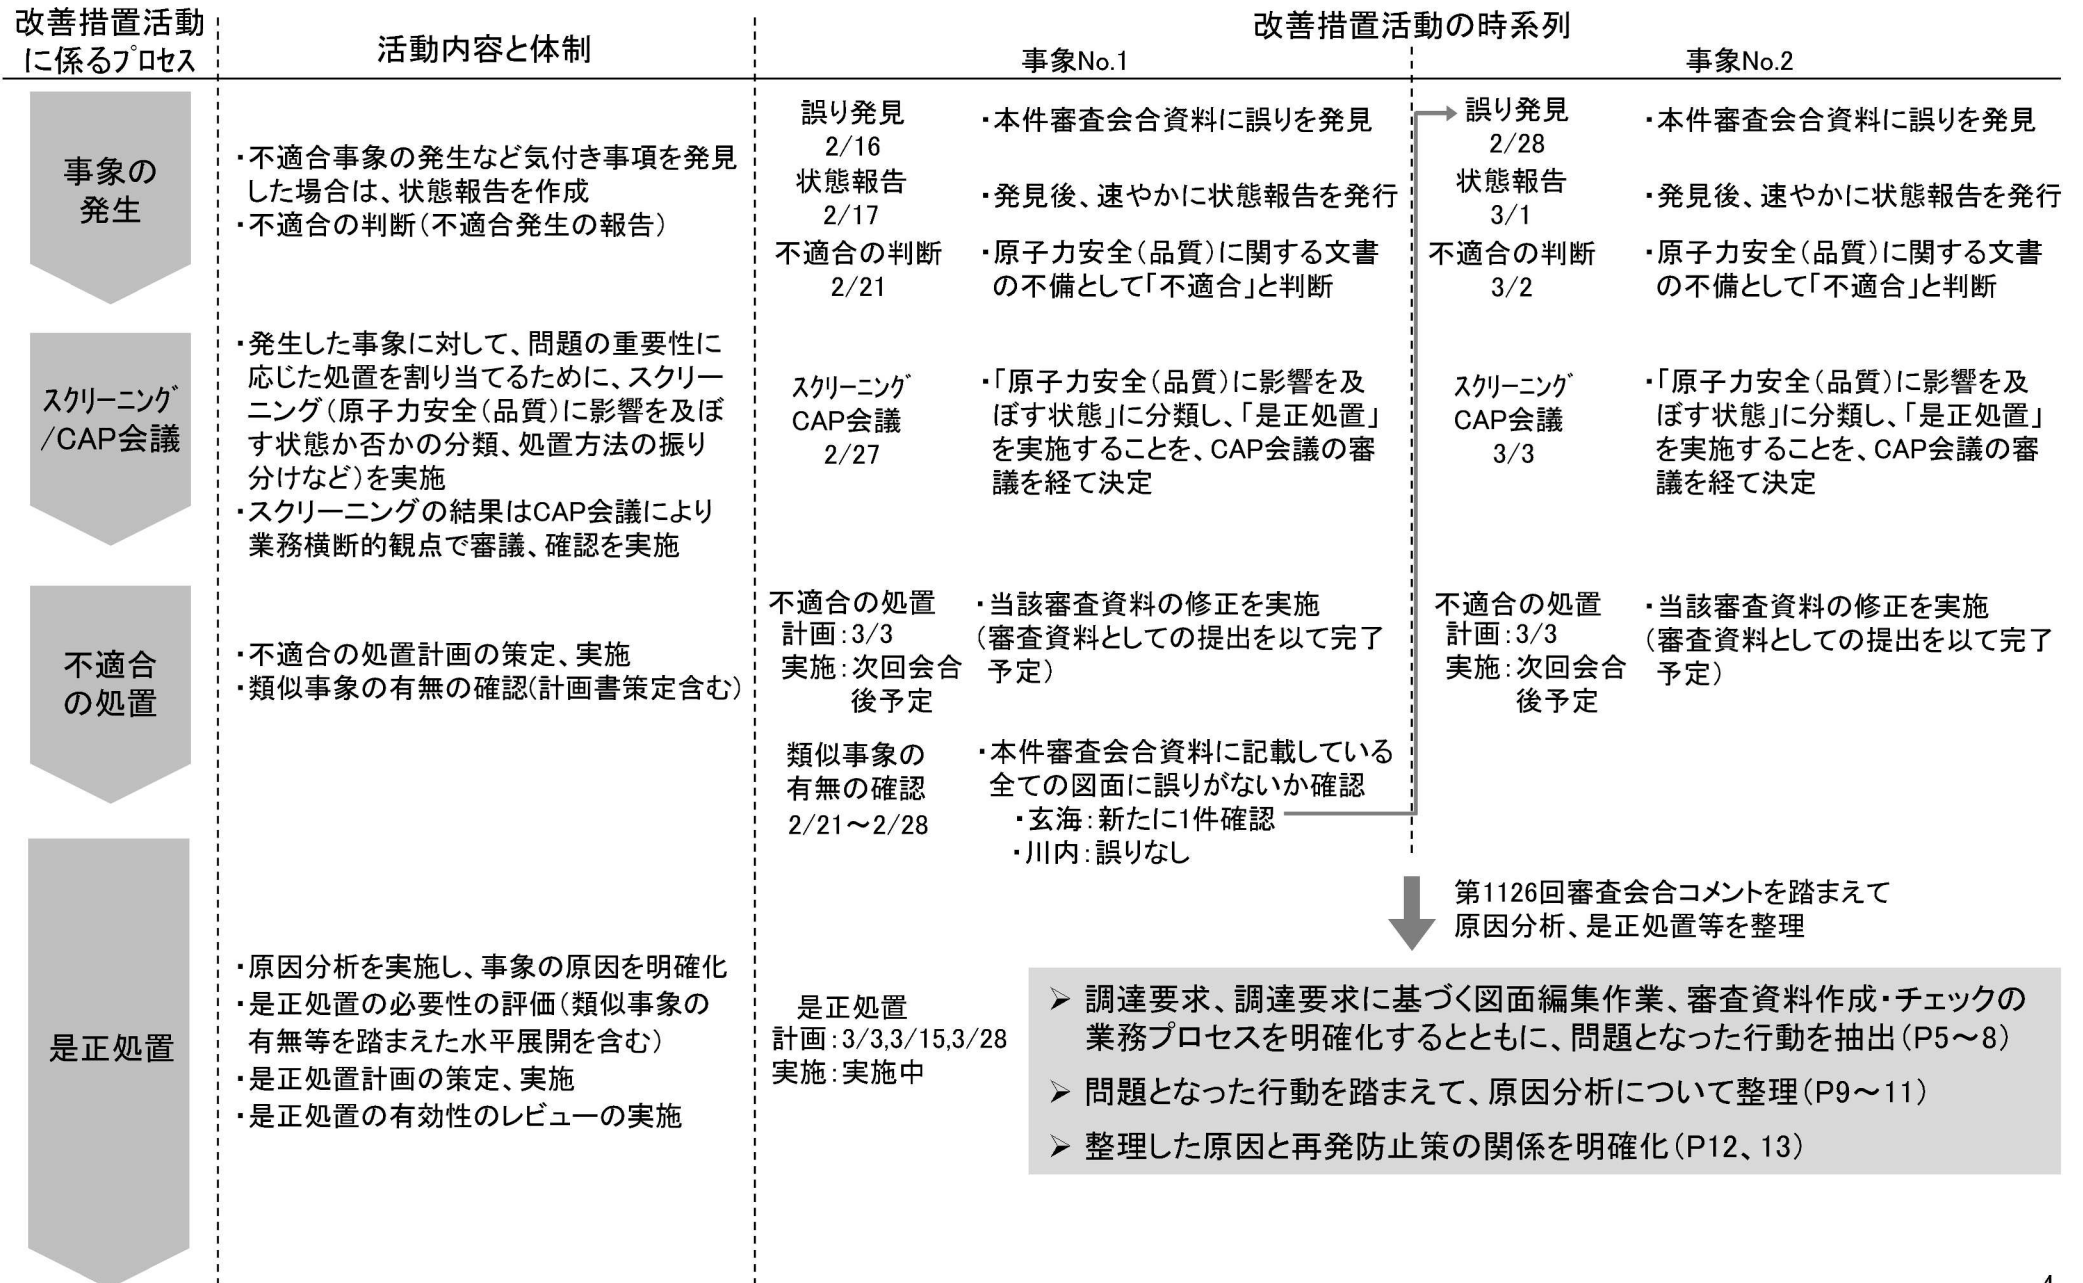 改善措置活動
に係るプロセス
活動内容と体制
改善措置活動の時系列
事象No.1
事象No.2
事象の
発生
・不適合事象の発生など気付き事項を発見
した場合は、状態報告を作成
・不適合の判断(不適合発生の報告)
誤り発見
2/16
・本件審査会合資料に誤りを発見
状態報告
2/17
・発見後、速やかに状態報告を発行
不適合の判断
2/21
・原子力安全(品質)に関する文書
の不備として「不適合」と判断
誤り発見
2/28
・本件審査会合資料に誤りを発見
状態報告
3/1
・発見後、速やかに状態報告を発行
不適合の判断
3/2
・原子力安全(品質)に関する文書
の不備として「不適合」と判断
スクリーニング
/CAP会議
・発生した事象に対して、問題の重要性に
応じた処置を割り当てるために、スクリー
ニング(原子力安全(品質)に影響を及ぼ
す状態か否かの分類、処置方法の振り
分けなど)を実施
・スクリーニングの結果はCAP会議により
業務横断的観点で審議、確認を実施
スクリーニング
CAP会議
2/27
・「原子力安全(品質)に影響を及
ぼす状態」に分類し、「是正処置」
を実施することを、CAP会議の審
議を経て決定
スクリーニング
CAP会議
3/3
・「原子力安全(品質)に影響を及
ぼす状態」に分類し、「是正処置」
を実施することを、CAP会議の審
議を経て決定
不適合
の処置
・不適合の処置計画の策定、実施
・類似事象の有無の確認(計画書策定含む)
不適合の処置
計画:3/3
実施:次回会合
後予定
・当該審査資料の修正を実施
(審査資料としての提出を以て完了
予定)
類似事象の
有無の確認
2/21~2/28
・本件審査会合資料に記載している
全ての図面に誤りがないか確認
・玄海:新たに1件確認
・川内:誤りなし
不適合の処置
計画:3/3
実施:次回会合
後予定
・当該審査資料の修正を実施
(審査資料としての提出を以て完了
予定)
第1126回審査会合コメントを踏まえて
原因分析、是正処置等を整理
是正処置
・原因分析を実施し、事象の原因を明確化
・是正処置の必要性の評価(類似事象の
有無等を踏まえた水平展開を含む)
・是正処置計画の策定、実施
・是正処置の有効性のレビューの実施
是正処置
計画:3/3,3/15,3/28
実施:実施中
➢ 調達要求、調達要求に基づく図面編集作業、審査資料作成・チェックの
業務プロセスを明確化するとともに、問題となった行動を抽出(P5~8)
➢ 問題となった行動を踏まえて、原因分析について整理(P9~11)
➢ 整理した原因と再発防止策の関係を明確化(P12、13)
4